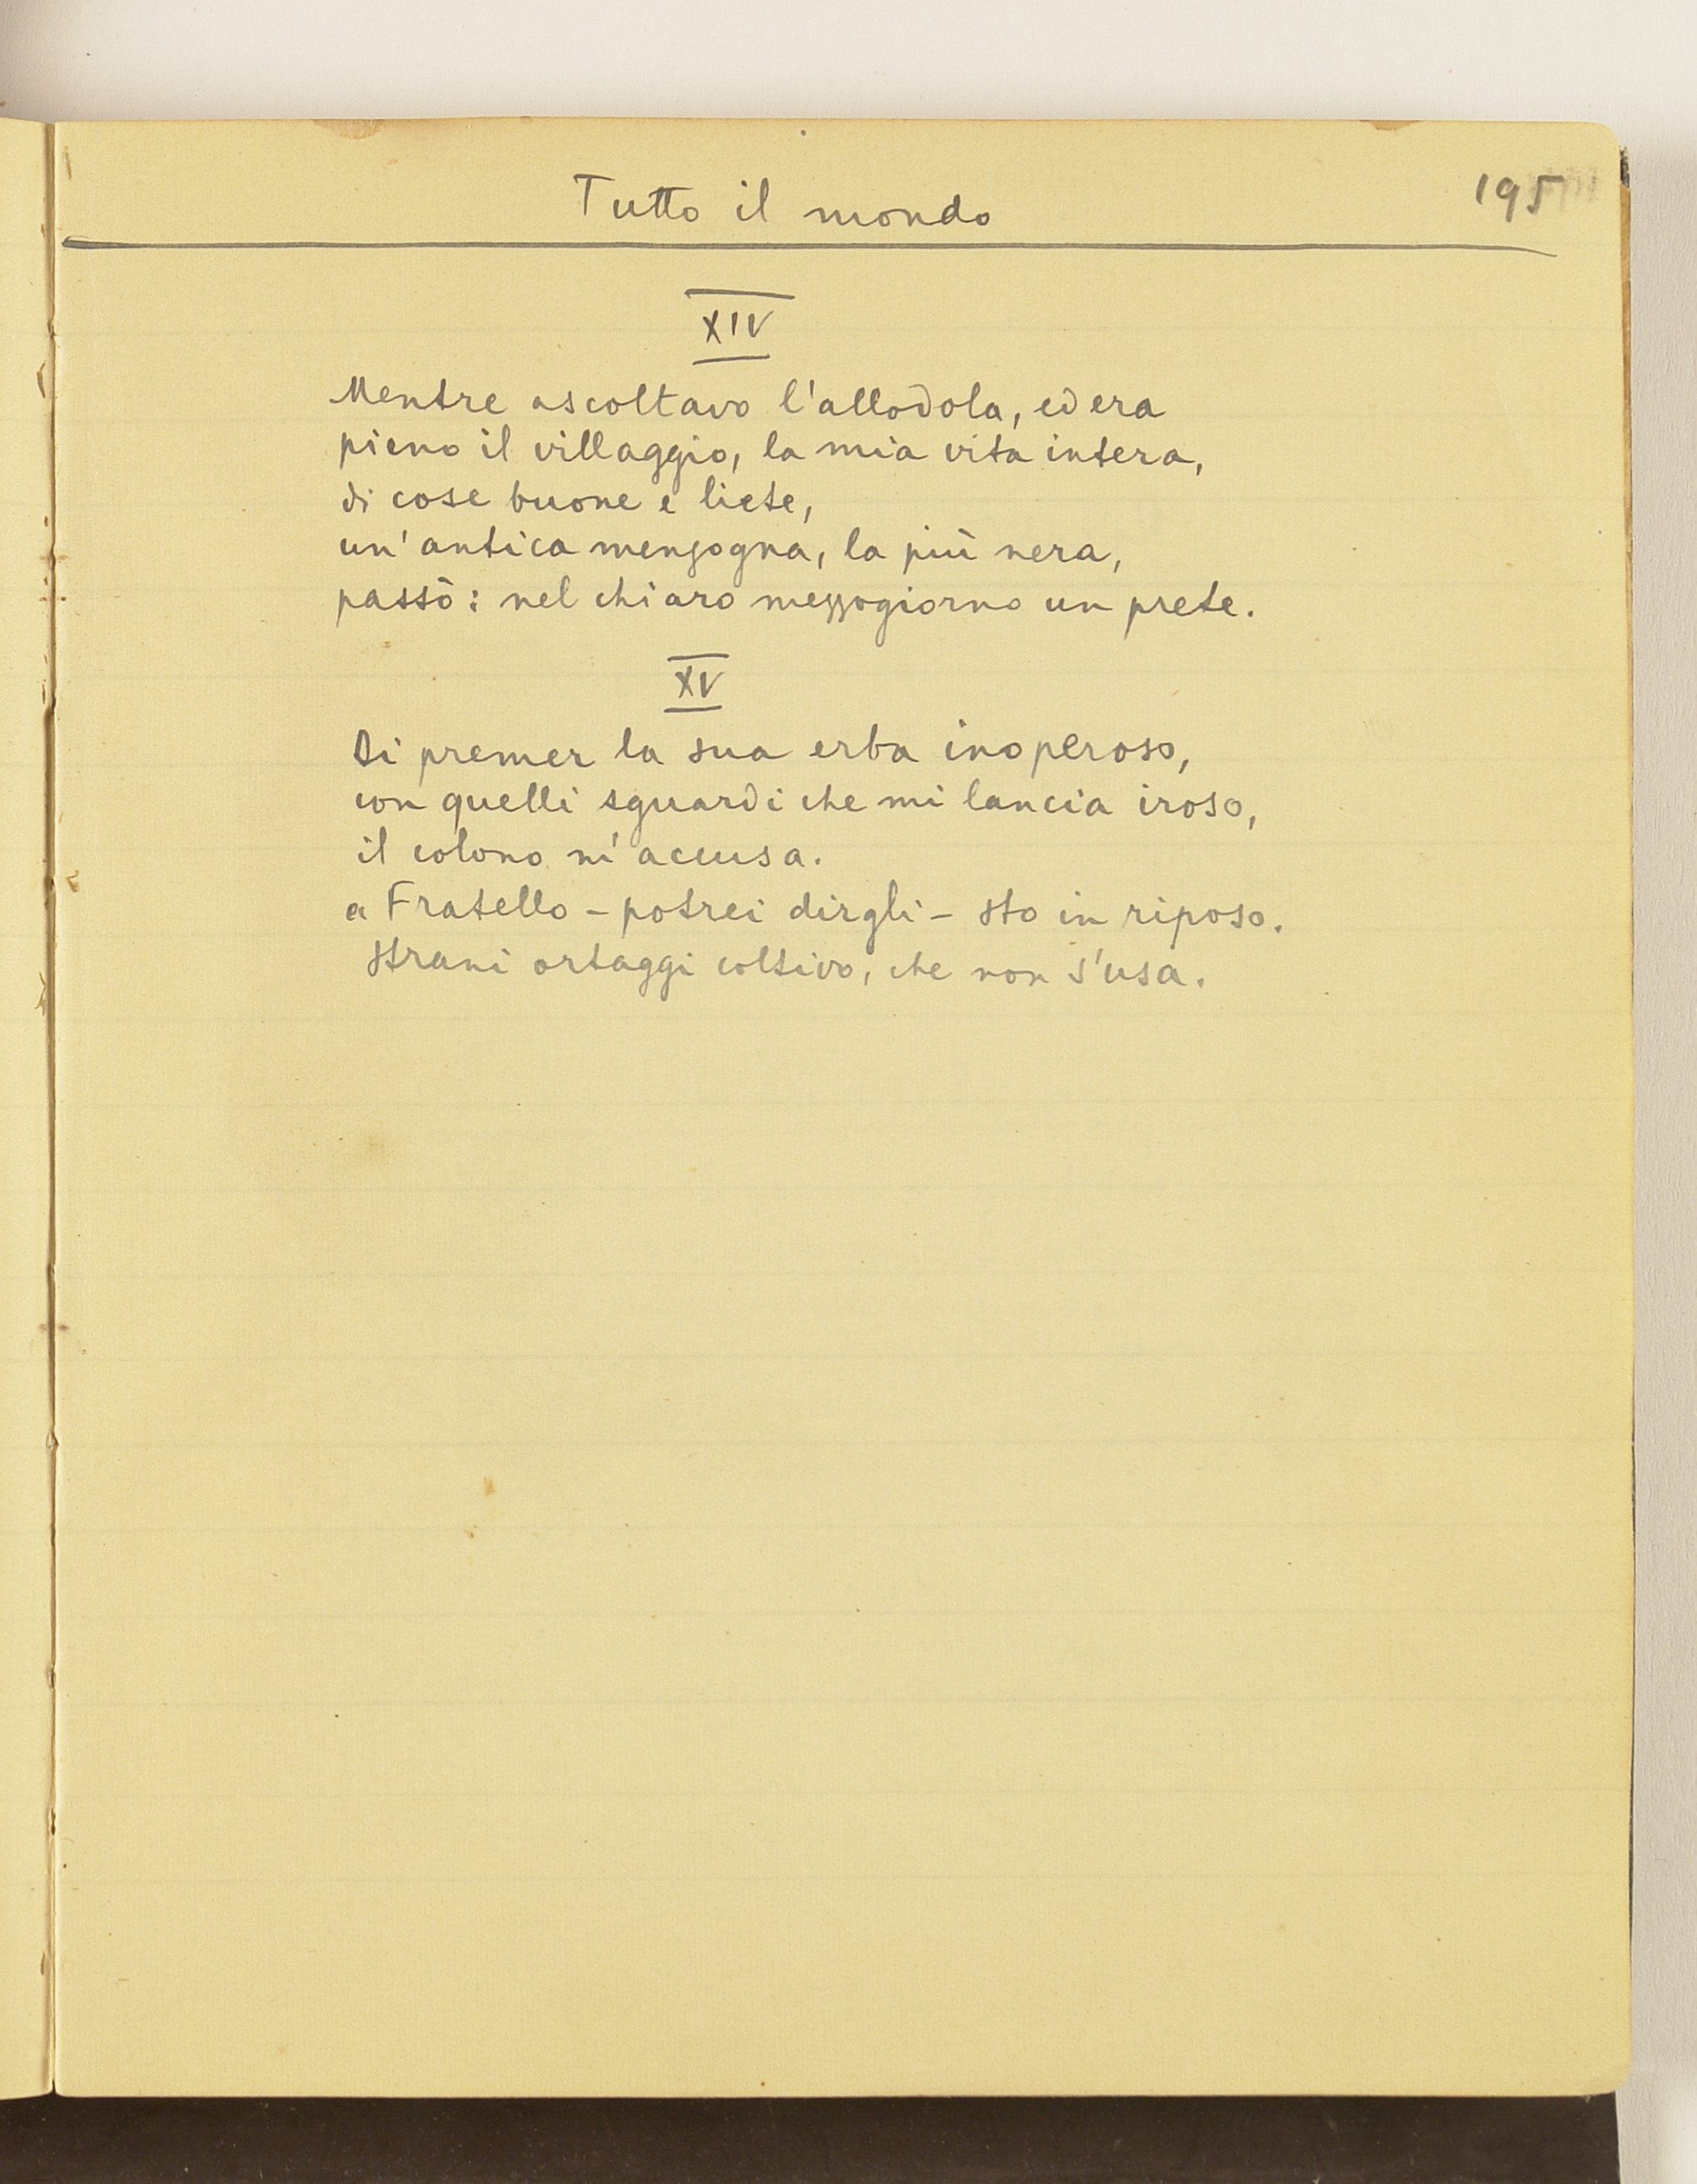 Tutto il mondo
195
XIV
Mentre ascoltavo l'allodola, ed era
pieno il villaggio, la mia vita intera,
di cose buone e liete,
un'antica menzogna, la più nera,
passò: nel chiaro mezzogiorno un prete.
XV
Di premer la sua erba inoperoso,
con quelli sguardi che mi lancia iroso,
il colono m'accusa.
a Fratello - potrei dirgli - sto in riposo.
Strani ortaggi coltivo, che non s'usa.